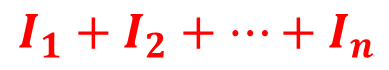 I₁ + I₂ + ⋯ + Iₙ